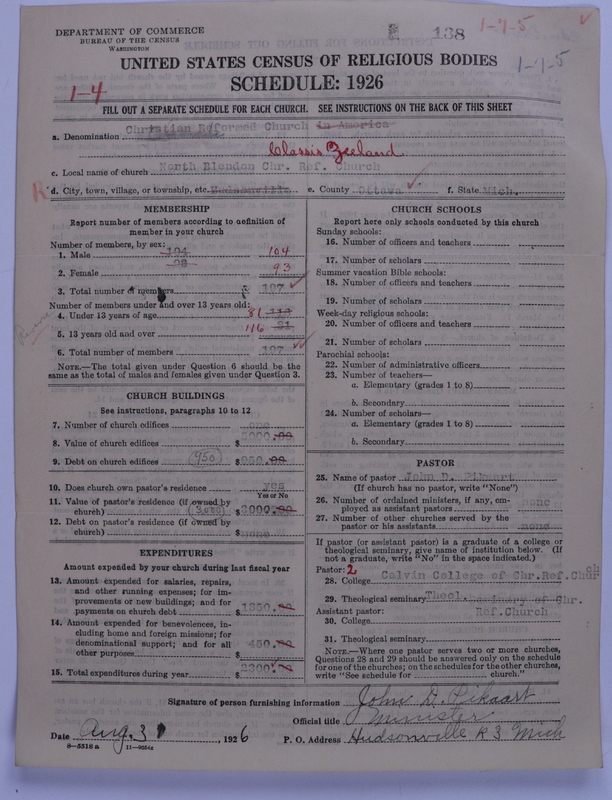 DEPARTMENT OF COMMERCE
BUREAU OF THE CENSUS
WASHINGTON
138
1-7-5
1-7-5
UNITED STATES CENSUS OF RELIGIOUS BODIES
SCHEDULE: 1926
1-4
FILL OUT A SEPARATE SCHEDULE FOR EACH CHURCH. SEE INSTRUCTIONS ON THE BACK OF THIS SHEET
a. Denomination Christian Reformed Church in America
Classis Zeeland
c. Local name of church North Blendon Chr. Ref. Church
d. City, town, village, or township, etc. e. County Ottawa f. State Mich.
MEMBERSHIP
Report number of members according to definition of
member in your church
Number of members, by sex:
1. Male 104 104
2. Female 93 93
3. Total number of members 197
Number of members under and over 13 years old:
4. Under 13 years of age 81
5. 13 years old and over 116 81
6. Total number of members 197
NOTE.—The total given under Question 6 should be the
same as the total of males and females given under Question 3.
CHURCH BUILDINGS
See instructions, paragraphs 10 to 12
7. Number of church edifices one
8. Value of church edifices $ 5000.00
9. Debt on church edifices (950) $ 950.00
10. Does church own pastor's residence yes
Yes or No
11. Value of pastor's residence (if owned by
church) (3,000) $ 3000.00
12. Debt on pastor's residence (if owned by
church) $ none
EXPENDITURES
Amount expended by your church during last fiscal year
13. Amount expended for salaries, repairs,
and other running expenses; for im-
provements or new buildings; and for
payments on church debt $ 1850.00
14. Amount expended for benevolences, in-
cluding home and foreign missions; for
denominational support; and for all
other purposes $ 450.00
15. Total expenditures during year $ 2300.00
CHURCH SCHOOLS
Report here only schools conducted by this church
Sunday schools:
16. Number of officers and teachers
17. Number of scholars
Summer vacation Bible schools:
18. Number of officers and teachers
19. Number of scholars
Week-day religious schools:
20. Number of officers and teachers
21. Number of scholars
Parochial schools:
22. Number of administrative officers
23. Number of teachers—
a. Elementary (grades 1 to 8)
b. Secondary
24. Number of scholars—
a. Elementary (grades 1 to 8)
b. Secondary
PASTOR
25. Name of pastor John D. Pikaart
(If church has no pastor, write "None")
26. Number of ordained ministers, if any, em-
ployed as assistant pastors none
27. Number of other churches served by the
pastor or his assistants none
If pastor (or assistant pastor) is a graduate of a college or
theological seminary, give name of institution below. (If
not a graduate, write "No" in the space indicated.)
Pastor: 2
28. College Calvin College of Chr. Ref. Church
29. Theological seminary Theol. Seminary of Chr.
Ref. Church
Assistant pastor:
30. College
31. Theological seminary
NOTE.—Where one pastor serves two or more churches,
Questions 28 and 29 should be answered only on the schedule
for one of the churches; on the schedules for the other churches,
write "See schedule for church."
Signature of person furnishing information John D. Pikaart
Official title Minister
Date Aug. 31, 1926 P. O. Address Hudsonville R 3 Mich
8-5518 a